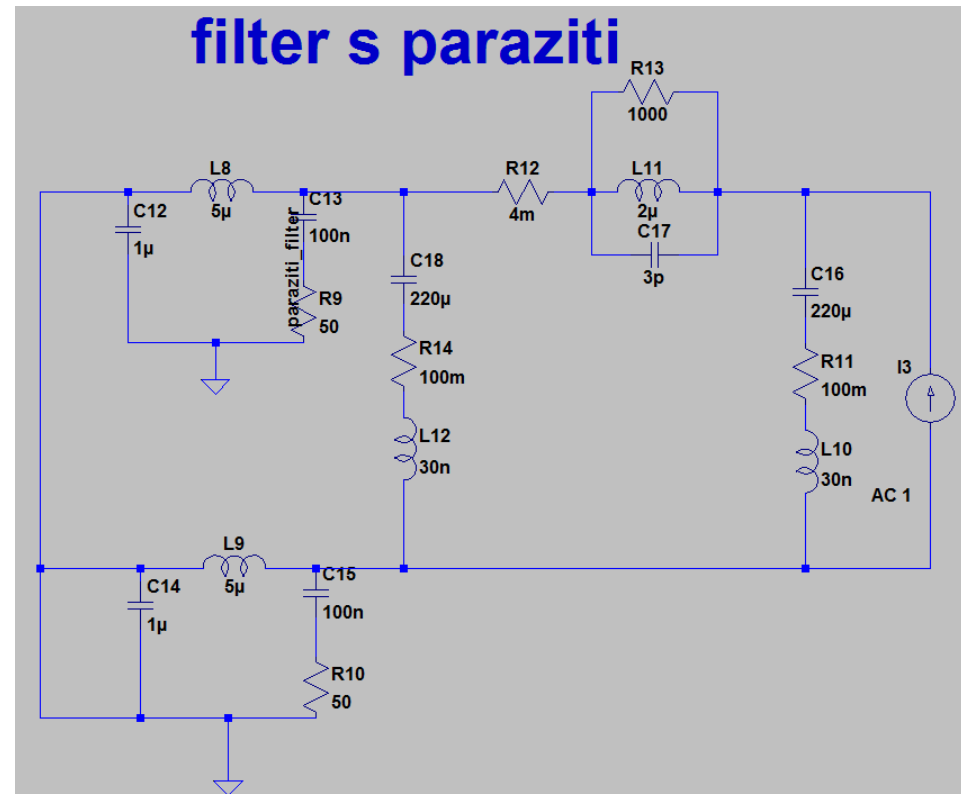 filter s paraziti
R13
1000
L8
5µ
R12
4m
L11
2µ
C17
3p
C12
1µ
C13
100n
paraziti_filter
R9
50
C18
220µ
R14
100m
L12
30n
C16
220µ
R11
100m
L10
30n
I3
AC 1
L9
5µ
C14
1µ
C15
100n
R10
50